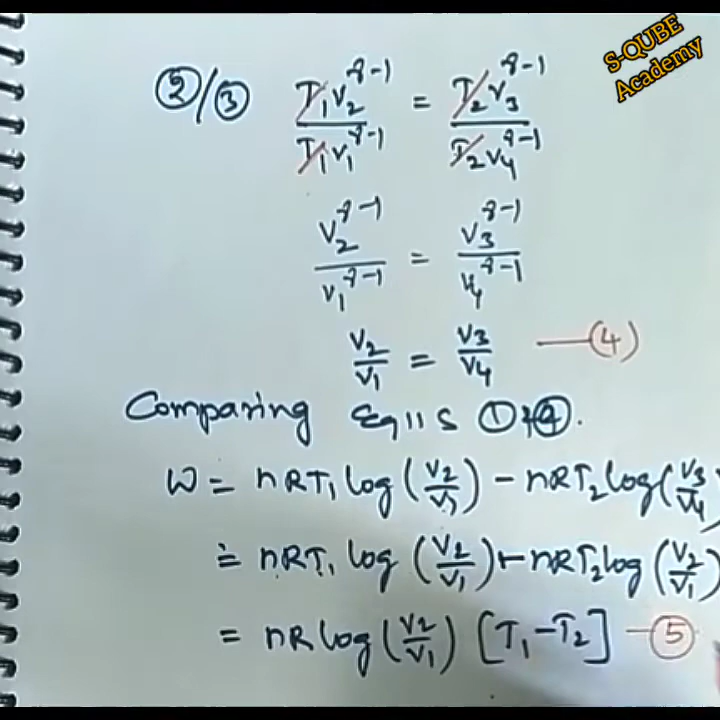 S-QUBE
Academy
②/③ T₁V₂^γ-1 / T₁V₁^γ-1 = T₂V₃^γ-1 / T₂V₄^γ-1
V₂^γ-1 / V₁^γ-1 = V₃^γ-1 / V₄^γ-1
V₂/V₁ = V₃/V₄ —(4)
Comparing Eqns ① & ④.
W = nRT₁ log(V₂/V₁) - nRT₂ log(V₃/V₄)
= nRT₁ log(V₂/V₁) - nRT₂ log(V₂/V₁)
= nR log(V₂/V₁) [T₁-T₂] —⑤